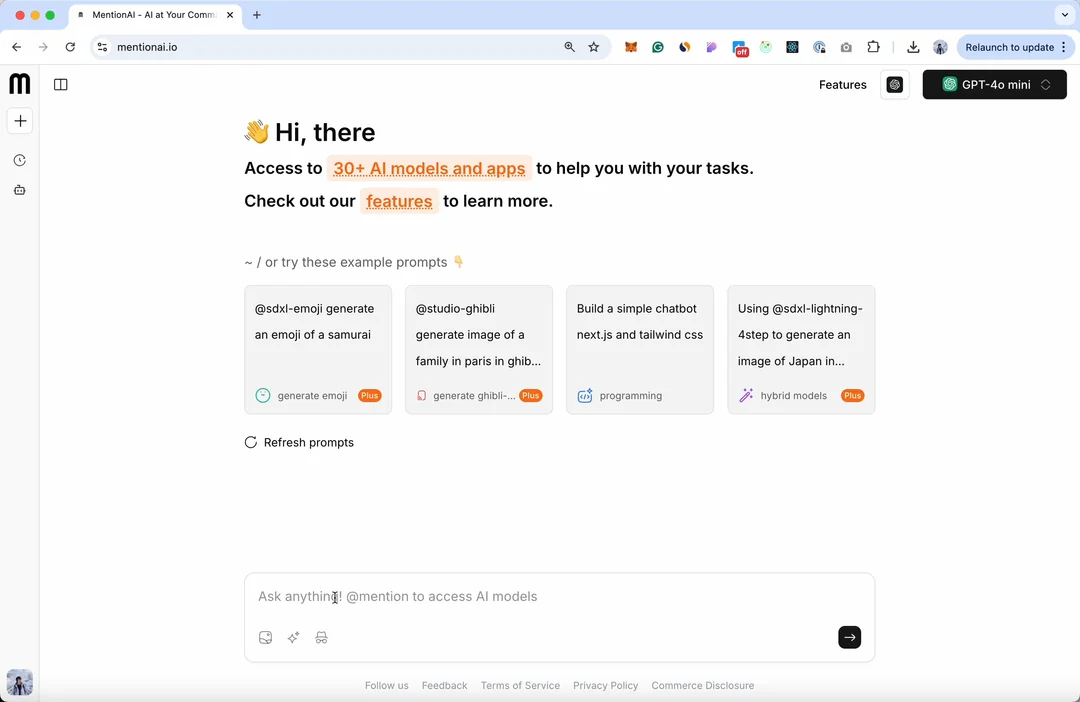 MentionAI - AI at Your Comm
mentionai.io
off
Relaunch to update
m
Features
GPT-4o mini
👋 Hi, there
Access to 30+ AI models and apps to help you with your tasks.
Check out our features to learn more.
~ / or try these example prompts 👇
@sdxl-emoji generate
an emoji of a samurai
generate emoji Plus
@studio-ghibli
generate image of a
family in paris in ghib...
generate ghibli-... Plus
Build a simple chatbot
next.js and tailwind css
programming
Using @sdxl-lightning-
4step to generate an
image of Japan in...
hybrid models Plus
Refresh prompts
Ask anything! @mention to access AI models
Follow us Feedback Terms of Service Privacy Policy Commerce Disclosure